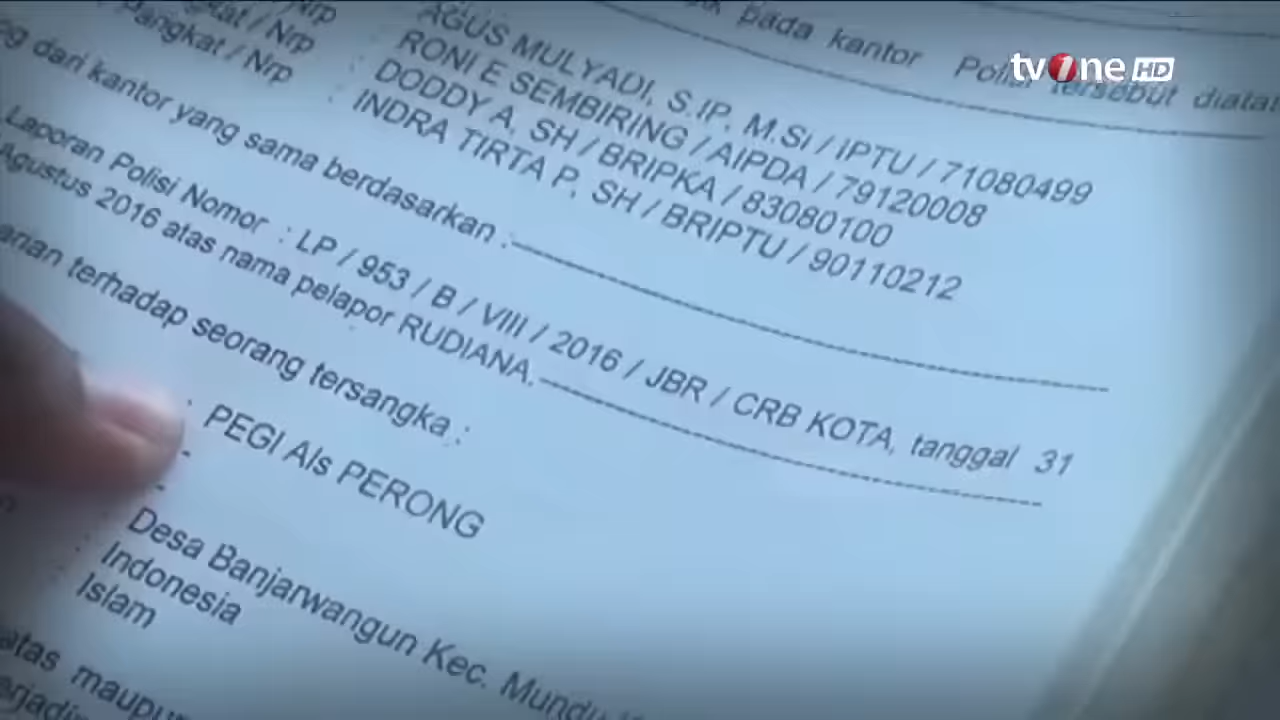 pada kantor Polisi tersebut diatas
tvOne HD
Nrp
Pangkat / Nrp : AGUS MULYADI, S.IP, M.Si / IPTU / 71080499
Nrp : RONI E SEMBIRING / AIPDA / 79120008
DODDY A, SH / BRIPKA / 83080100
INDRA TIRTA P, SH / BRIPTU / 90110212
dari kantor yang sama berdasarkan :
Laporan Polisi Nomor : LP / 953 / B / VIII / 2016 / JBR / CRB KOTA, tanggal 31
Agustus 2016 atas nama pelapor RUDIANA.
terhadap seorang tersangka :
: PEGI Als PERONG
-
-
: Desa Banjarwangun Kec. Mundu
: Indonesia
: Islam
maupun